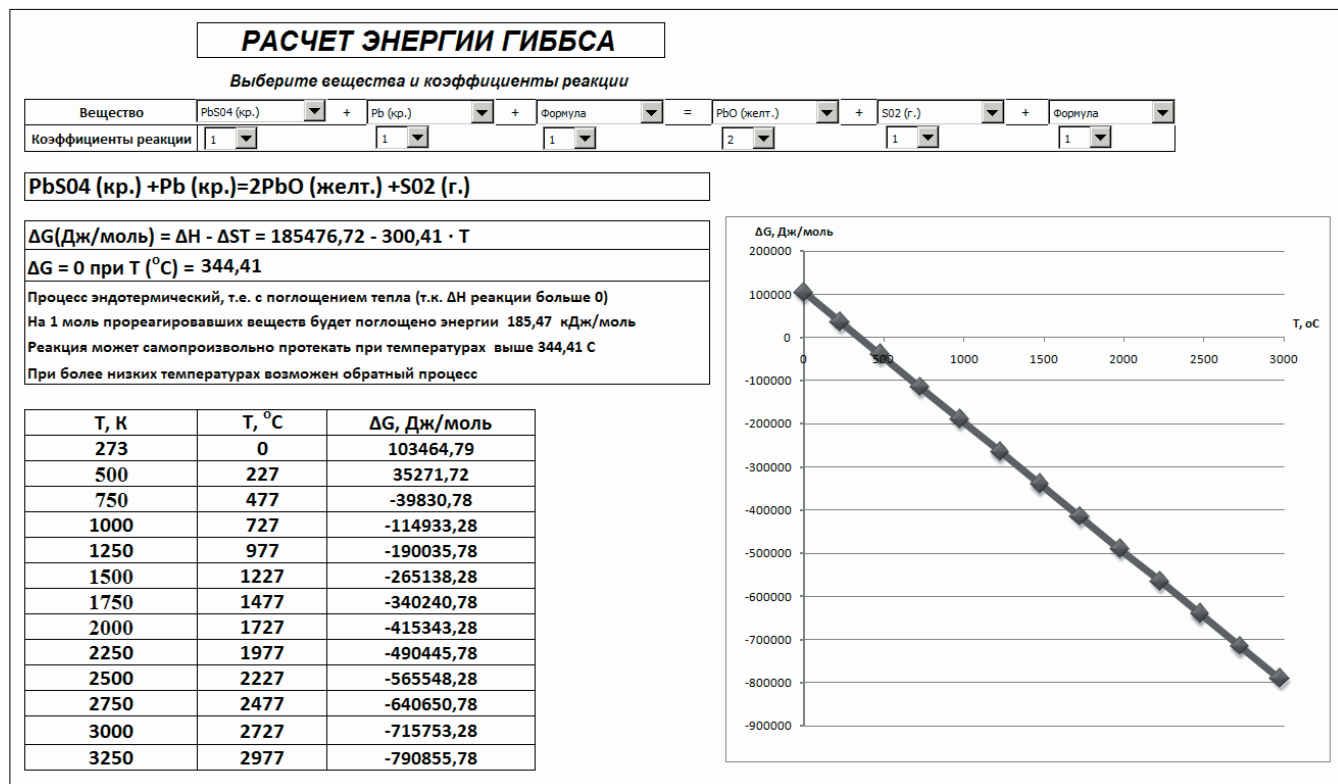 РАСЧЕТ ЭНЕРГИИ ГИББСА
Выберите вещества и коэффициенты реакции
Вещество PbS04 (кр.) + Pb (кр.) + Формула = PbO (желт.) + S02 (г.) + Формула
Коэффициенты реакции 1 1 1 2 1 1
PbS04 (кр.) +Pb (кр.)=2PbO (желт.) +S02 (г.)
ΔG(Дж/моль) = ΔH - ΔST = 185476,72 - 300,41 · T
ΔG = 0 при T (°C) = 344,41
Процесс эндотермический, т.е. с поглощением тепла (т.к. ΔH реакции больше 0)
На 1 моль прореагировавших веществ будет поглощено энергии 185,47 кДж/моль
Реакция может самопроизвольно протекать при температурах выше 344,41 С
При более низких температурах возможен обратный процесс
T, К T, °C ΔG, Дж/моль
273 0 103464,79
500 227 35271,72
750 477 -39830,78
1000 727 -114933,28
1250 977 -190035,78
1500 1227 -265138,28
1750 1477 -340240,78
2000 1727 -415343,28
2250 1977 -490445,78
2500 2227 -565548,28
2750 2477 -640650,78
3000 2727 -715753,28
3250 2977 -790855,78
ΔG, Дж/моль
200000
100000
0
-100000
-200000
-300000
-400000
-500000
-600000
-700000
-800000
-900000
T, оС
0 500 1000 1500 2000 2500 3000